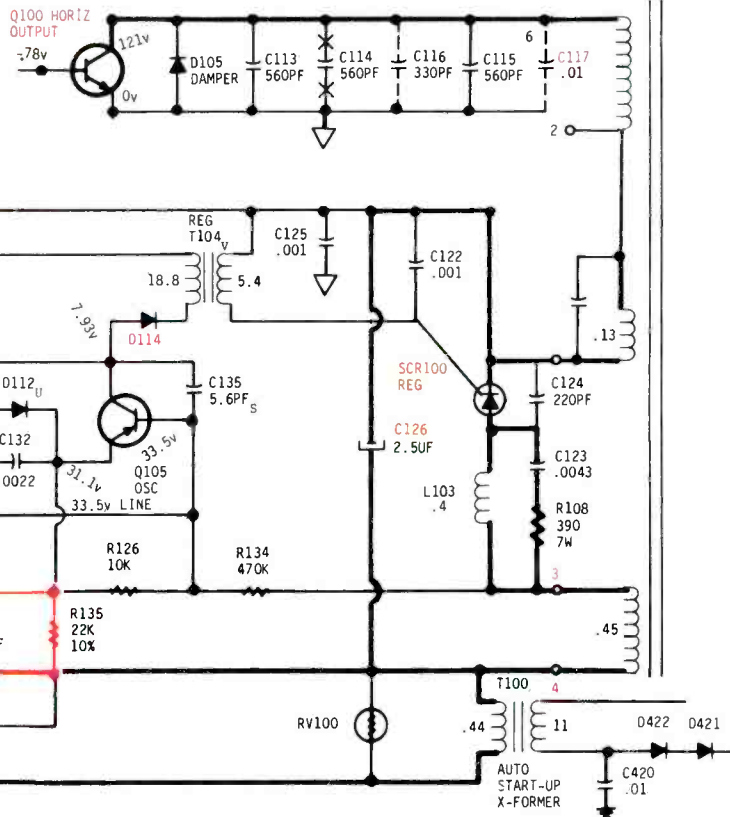 Q100 HORIZ
OUTPUT
-.78v
121v
0v
D105
DAMPER
C113
560PF
C114
560PF
C116
330PF
C115
560PF
6
C117
.01
2
REG
T104
V
18.8
5.4
C125
.001
C122
.001
.13
7.93v
D114
SCR100
REG
C124
220PF
D112
U
C135
5.6PF
S
C126
2.5UF
C132
0022
33.5v
Q105
OSC
31.1v
33.5v LINE
C123
.0043
L103
.4
R108
390
7W
R126
10K
R134
470K
3
R135
22K
10%
F
.45
T100
4
RV100
.44
11
D422
D421
AUTO
START-UP
X-FORMER
C420
.01